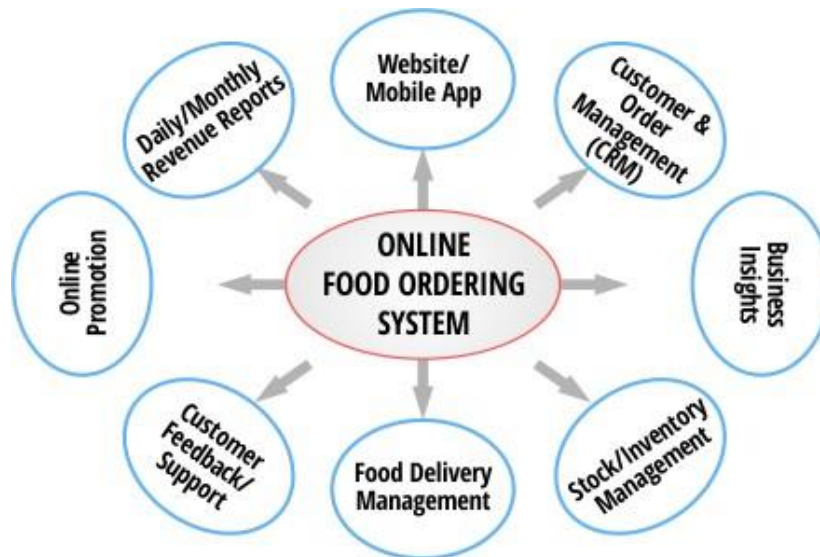 Website/
Mobile App
Customer &
Order
Management
(CRM)
Business
Insights
Stock/Inventory
Management
Food Delivery
Management
Customer
Feedback/
Support
Online
Promotion
Daily/Monthly
Revenue Reports
ONLINE
FOOD ORDERING
SYSTEM